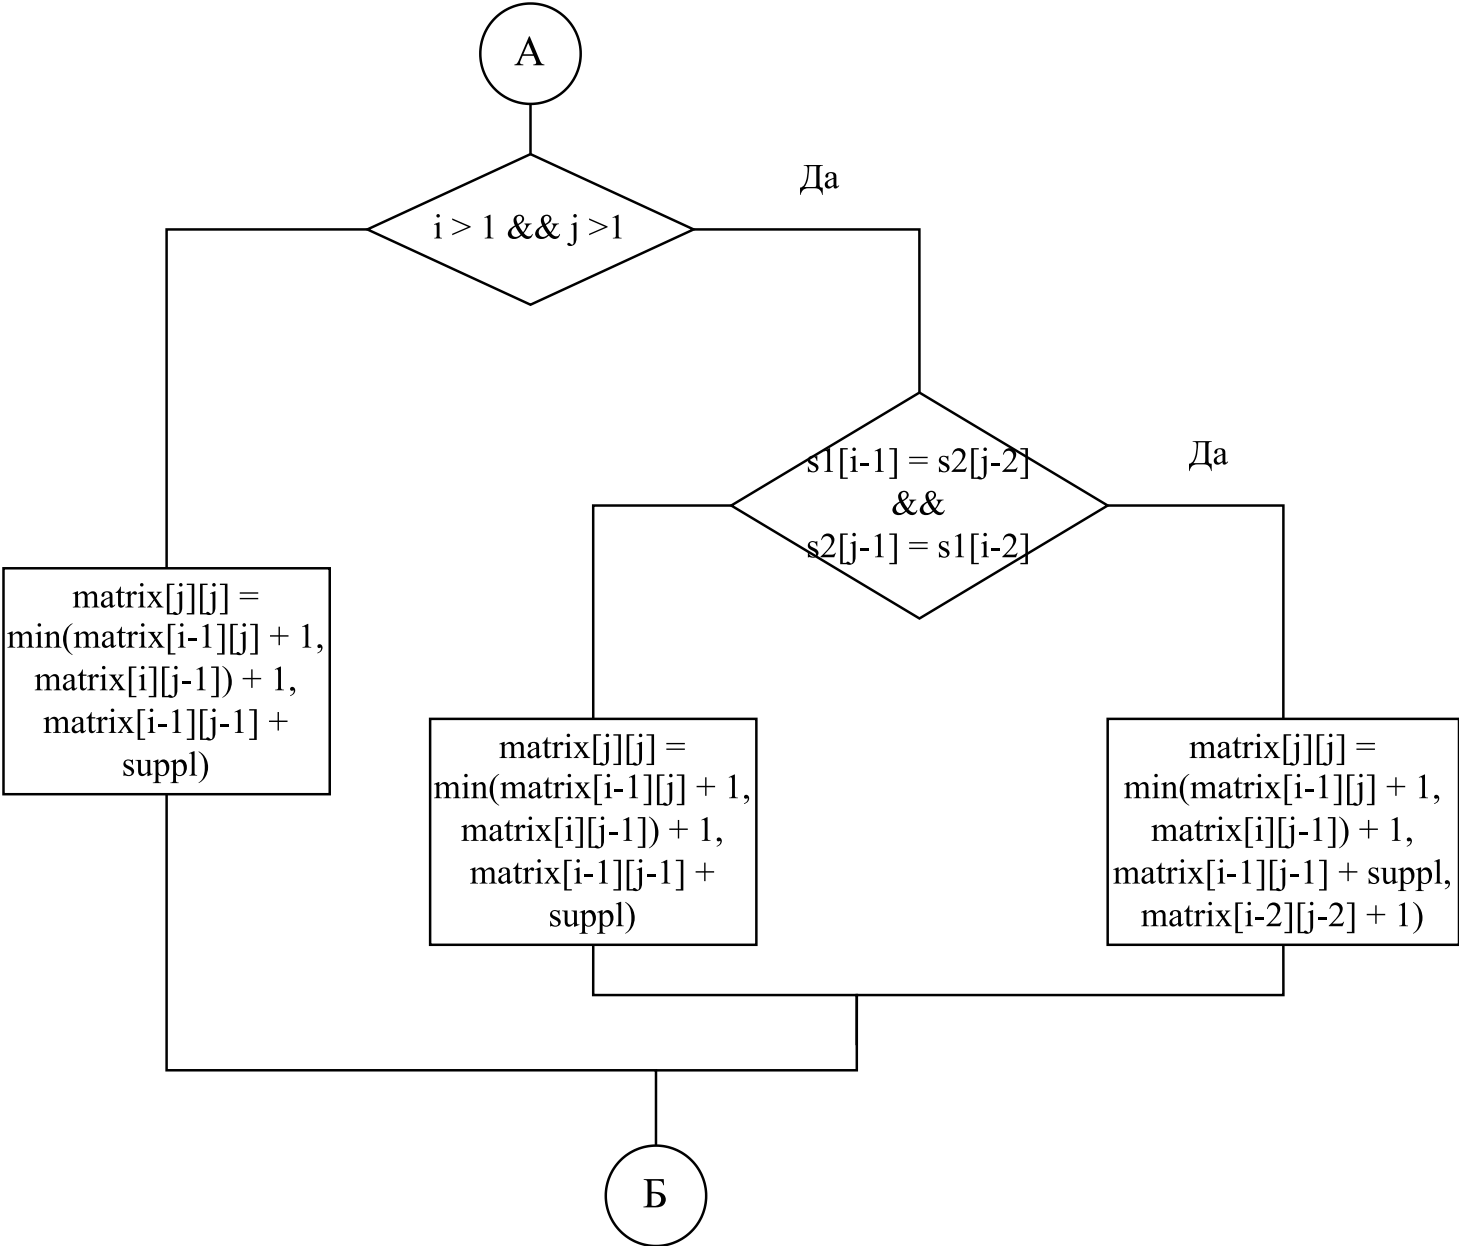 А
Да
i > 1 && j >1
Да
s1[i-1] = s2[j-2]
&&
s2[j-1] = s1[i-2]
matrix[j][j] =
min(matrix[i-1][j] + 1,
matrix[i][j-1]) + 1,
matrix[i-1][j-1] +
suppl)
matrix[j][j] =
min(matrix[i-1][j] + 1,
matrix[i][j-1]) + 1,
matrix[i-1][j-1] +
suppl)
matrix[j][j] =
min(matrix[i-1][j] + 1,
matrix[i][j-1]) + 1,
matrix[i-1][j-1] + suppl,
matrix[i-2][j-2] + 1)
Б